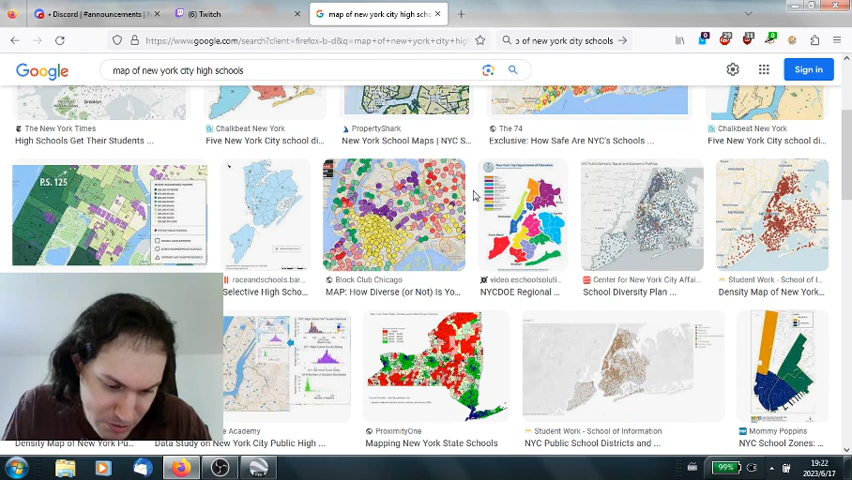 • Discord | #announcements |
(6) Twitch
map of new york city high scho
https://www.google.com/search?client=firefox-b-d&q=map+of+new+york+city+hig
of new york city schools
Google
map of new york city high schools
Sign in
The New York Times
High Schools Get Their Students ...
Chalkbeat New York
Five New York City school di...
PropertyShark
New York School Maps | NYC S...
The 74
Exclusive: How Safe Are NYC's Schools ...
Chalkbeat New York
Five New York City school di...
P.S. 125
raceandschools.bar...
Selective High Scho...
Block Club Chicago
MAP: How Diverse (or Not) Is Yo...
video.eschoolsoluti...
NYCDOE Regional ...
Center for New York City Affai...
School Diversity Plan ...
Student Work - School of I...
Density Map of New York...
Density Map of New York Pu...
e Academy
Data Study on New York City Public High ...
ProximityOne
Mapping New York State Schools
Student Work - School of Information
NYC Public School Districts and ...
Mommy Poppins
NYC School Zones: ...
99%
19:22
2023/6/17